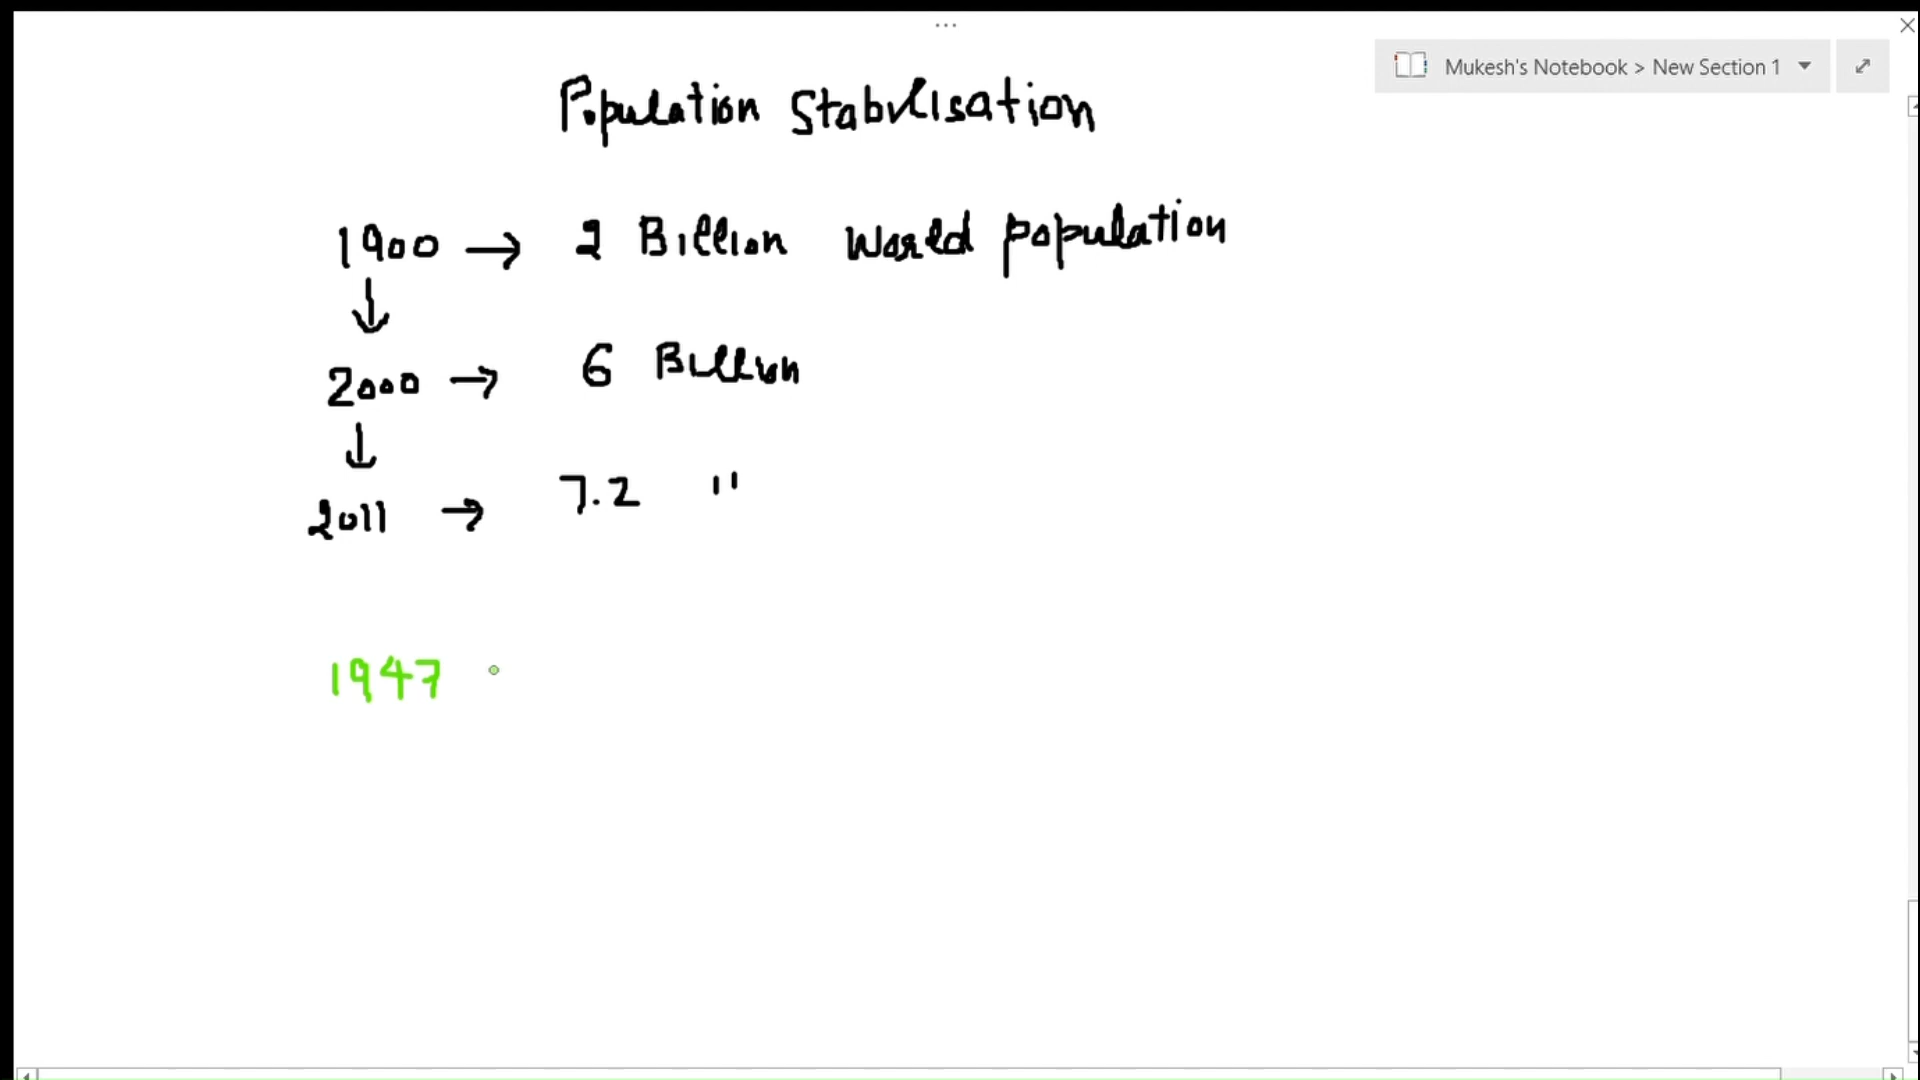 ...
Mukesh's Notebook > New Section 1
Population Stabilisation
1900 → 2 Billion World population
↓
2000 → 6 Billion
↓
2011 → 7.2 "
1947